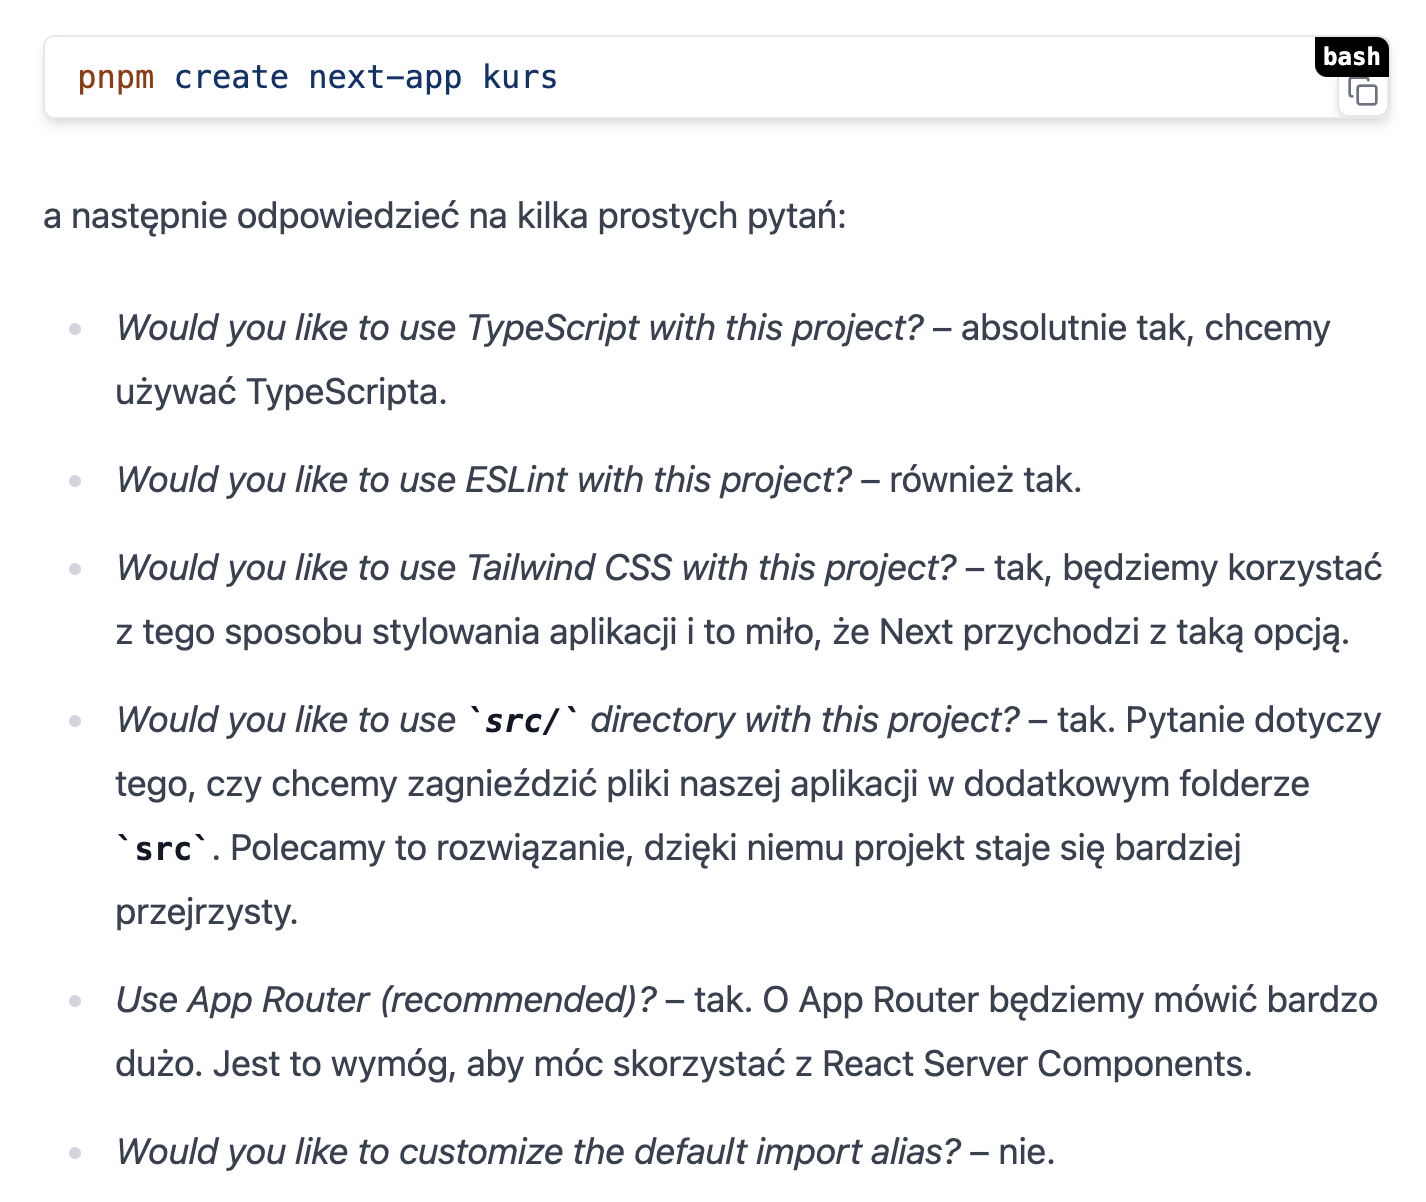 bash
pnpm create next-app kurs
a następnie odpowiedzieć na kilka prostych pytań:
Would you like to use TypeScript with this project? – absolutnie tak, chcemy
używać TypeScripta.
Would you like to use ESLint with this project? – również tak.
Would you like to use Tailwind CSS with this project? – tak, będziemy korzystać
z tego sposobu stylowania aplikacji i to miło, że Next przychodzi z taką opcją.
Would you like to use `src/` directory with this project? – tak. Pytanie dotyczy
tego, czy chcemy zagnieździć pliki naszej aplikacji w dodatkowym folderze
`src`. Polecamy to rozwiązanie, dzięki niemu projekt staje się bardziej
przejrzysty.
Use App Router (recommended)? – tak. O App Router będziemy mówić bardzo
dużo. Jest to wymóg, aby móc skorzystać z React Server Components.
Would you like to customize the default import alias? – nie.